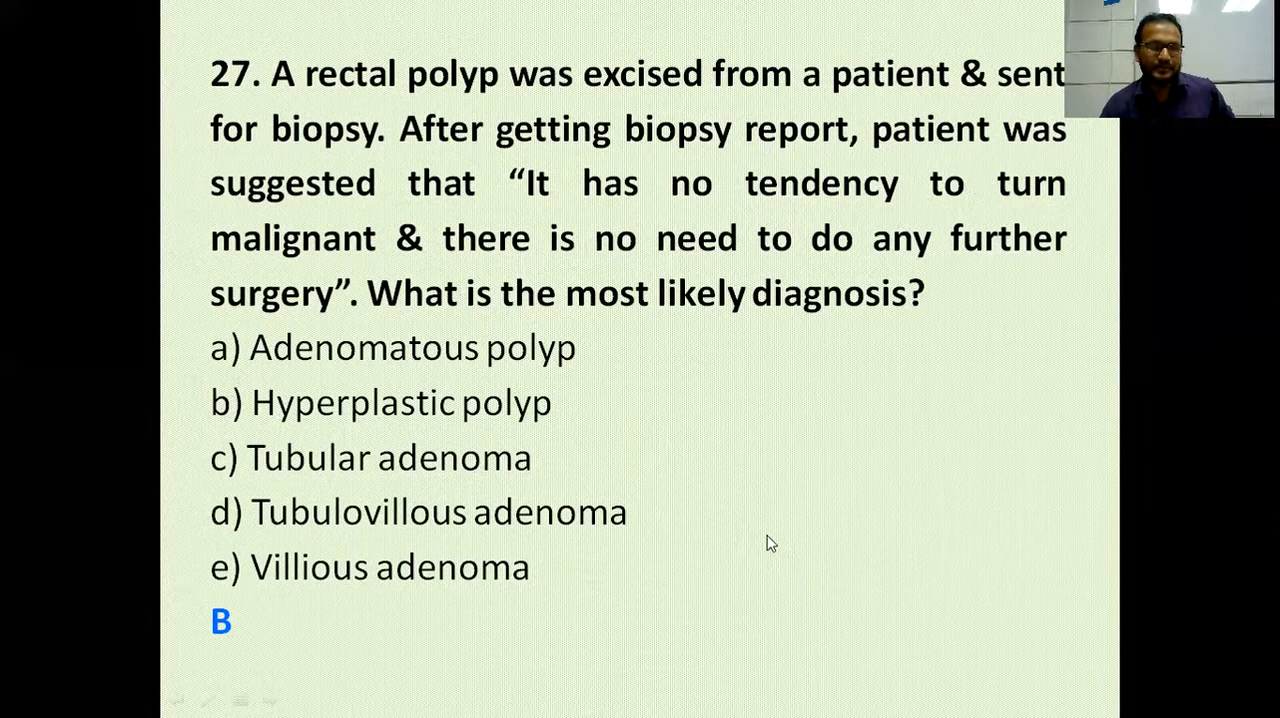 27. A rectal polyp was excised from a patient & sent
for biopsy. After getting biopsy report, patient was
suggested that “It has no tendency to turn
malignant & there is no need to do any further
surgery”. What is the most likely diagnosis?
a) Adenomatous polyp
b) Hyperplastic polyp
c) Tubular adenoma
d) Tubulovillous adenoma
e) Villious adenoma
B